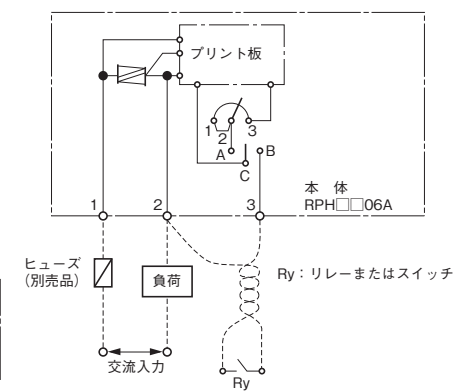 プリント板
1
2
3
A
B
C
本 体
RPH□□06A
1
2
3
ヒューズ
(別売品)
負荷
Ry:リレーまたはスイッチ
交流入力
Ry